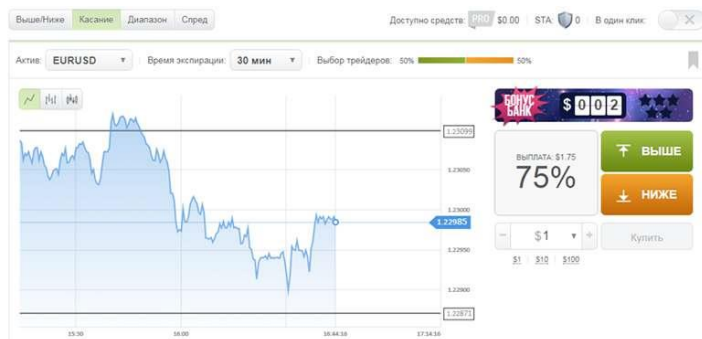 Выше/Ниже Касание Диапазон Спред Доступно средств: PRO $0.00 STA: 0 В один клик:
Актив: EURUSD Время экспирации: 30 мин Выбор трейдеров: 50% 50%
БОНУС БАНК $ 0 0 2
1.23099
ВЫПЛАТА: $1.75
75%
ВЫШЕ
НИЖЕ
1.23050
1.23000
1.22985
$1
Купить
$1 $10 $100
1.22950
1.22900
1.22871
15:30 16:00 16:44:16 17:14:16